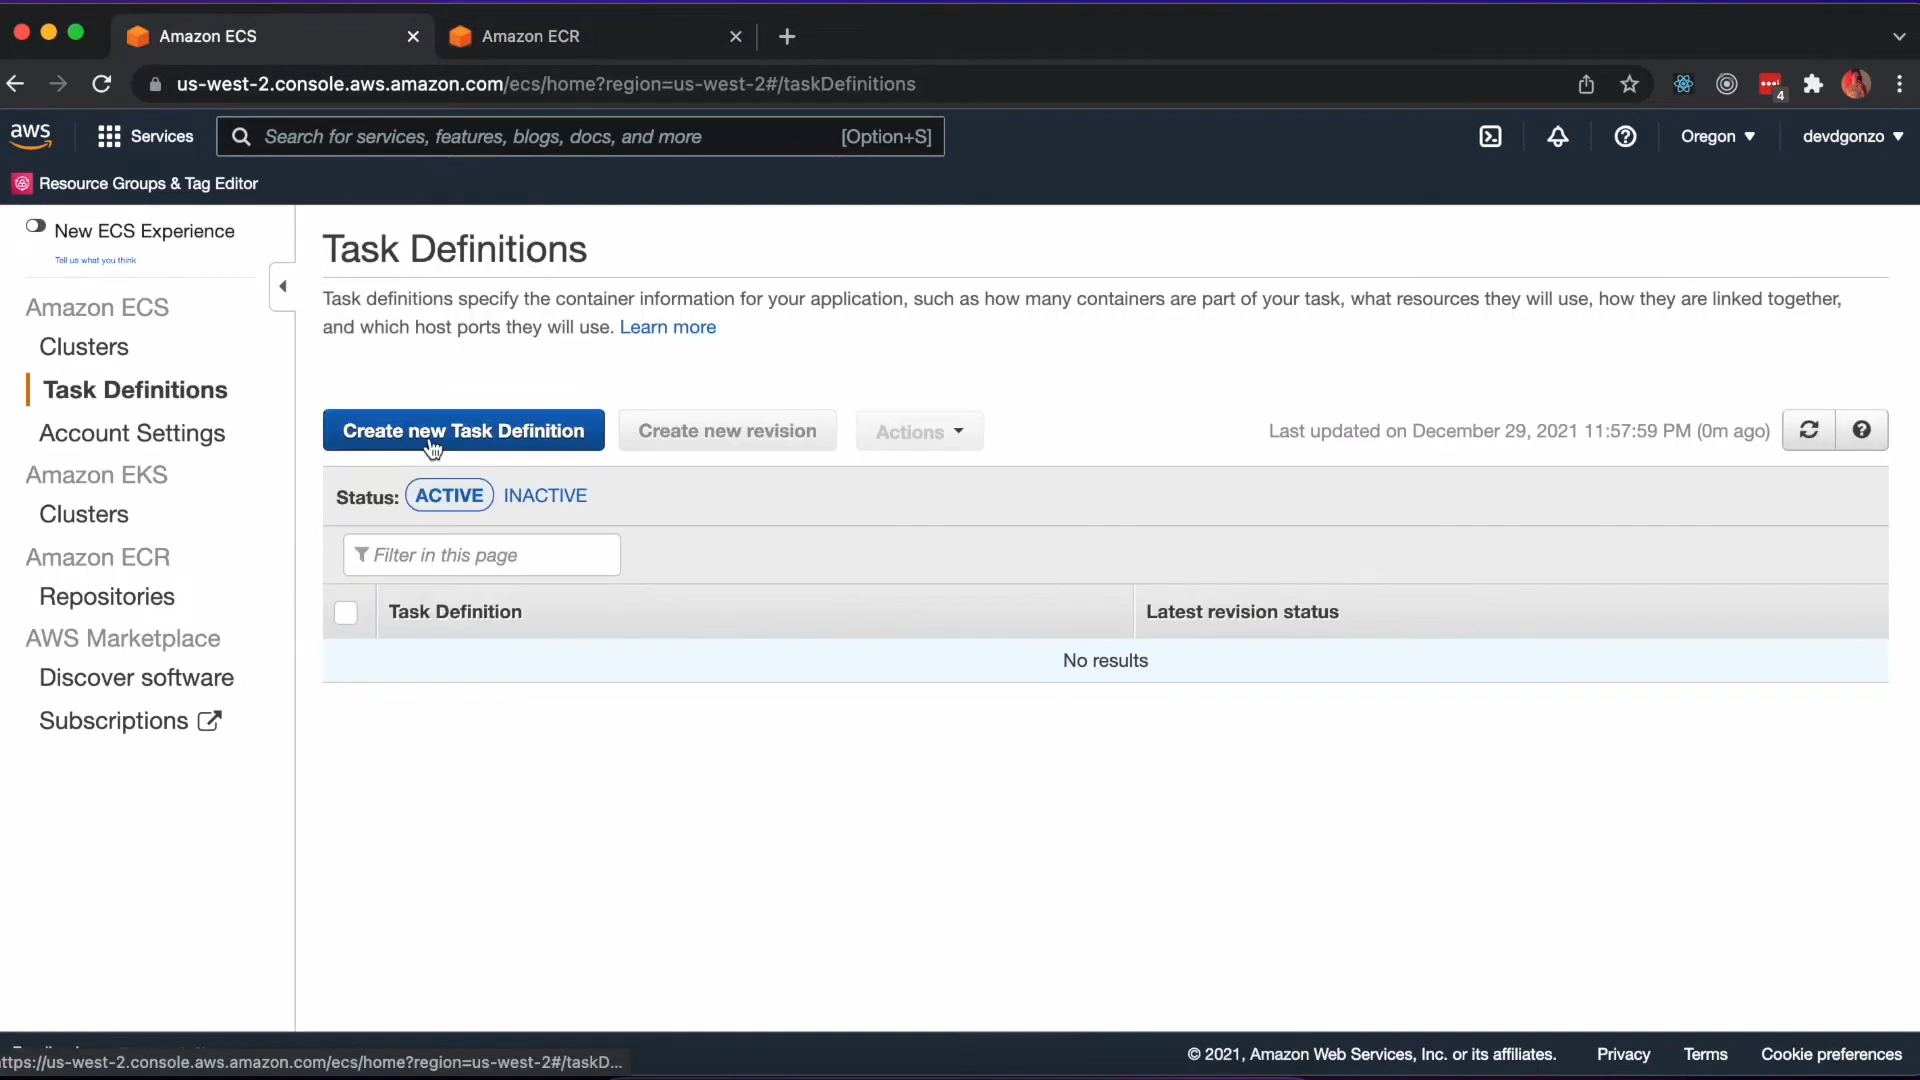 Amazon ECS
Amazon ECR
us-west-2.console.aws.amazon.com/ecs/home?region=us-west-2#/taskDefinitions
4
aws
Services
Search for services, features, blogs, docs, and more
[Option+S]
Oregon
devdgonzo
Resource Groups & Tag Editor
New ECS Experience
Tell us what you think
Amazon ECS
Clusters
Task Definitions
Account Settings
Amazon EKS
Clusters
Amazon ECR
Repositories
AWS Marketplace
Discover software
Subscriptions
Task Definitions
Task definitions specify the container information for your application, such as how many containers are part of your task, what resources they will use, how they are linked together,
and which host ports they will use. Learn more
Create new Task Definition
Create new revision
Actions
Last updated on December 29, 2021 11:57:59 PM (0m ago)
Status: ACTIVE INACTIVE
Filter in this page
Task Definition
Latest revision status
No results
ttps://us-west-2.console.aws.amazon.com/ecs/home?region=us-west-2#/taskD...
© 2021, Amazon Web Services, Inc. or its affiliates.
Privacy
Terms
Cookie preferences